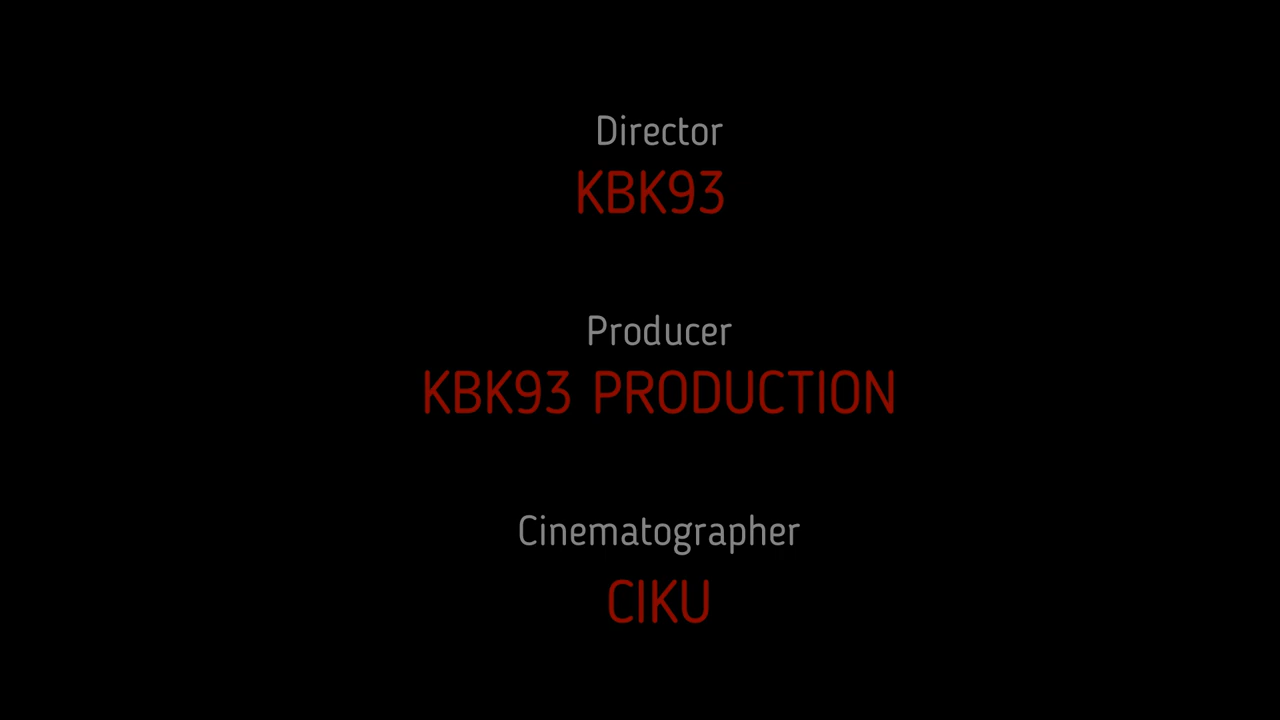 Director
KBK93
Producer
KBK93 PRODUCTION
Cinematographer
CIKU